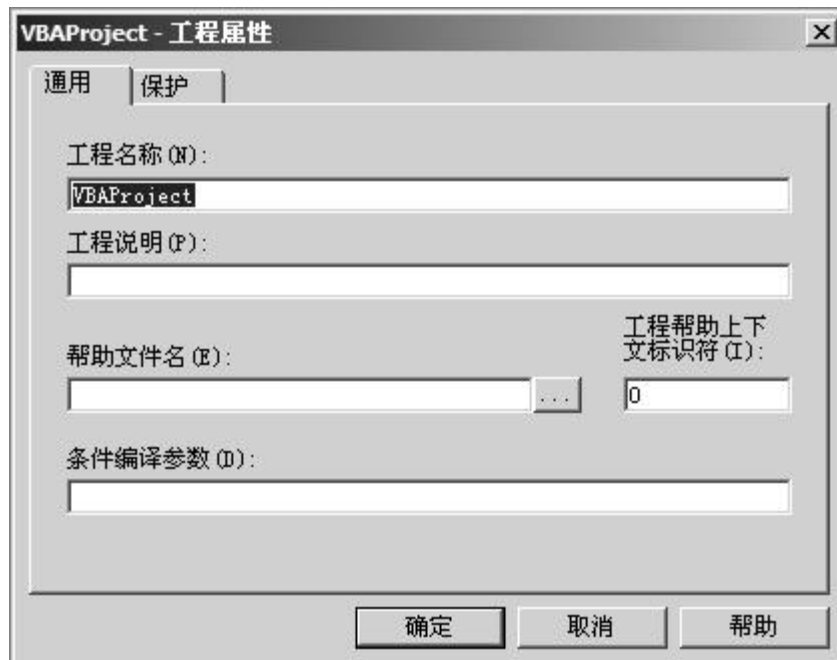 VBAProject - 工程属性
通用
保护
工程名称(N):
VBAProject
工程说明(P):
工程帮助上下
文标识符(I):
帮助文件名(E):
...
0
条件编译参数(D):
确定
取消
帮助